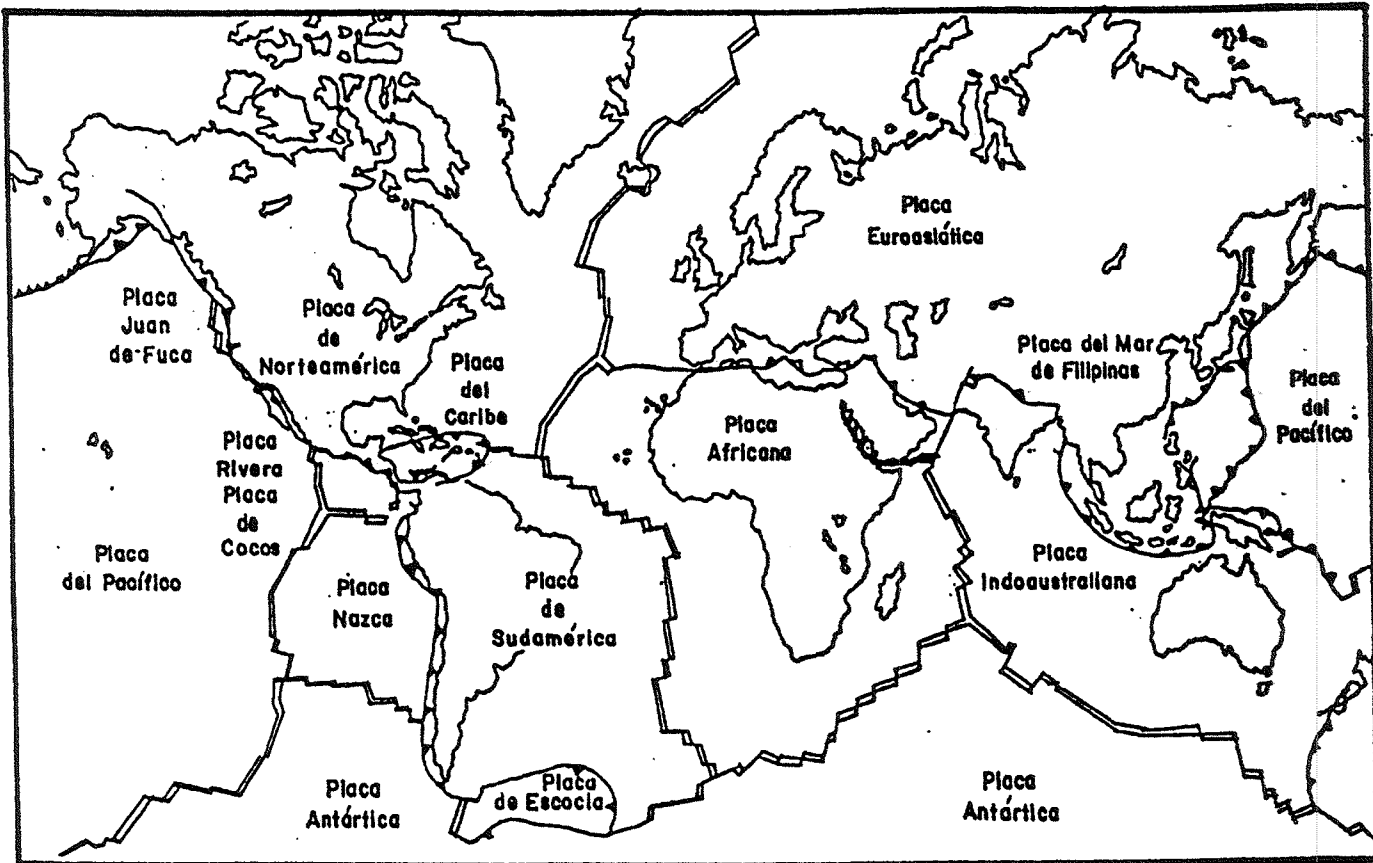 Placa
Euroasiática
Placa
Juan
de Fuca
Placa
de
Norteamérica
Placa
del
Caribe
Placa del Mar
de Filipinas
Placa
del
Pacífico
Placa
Africana
Placa
Rivera
Placa
de
Cocos
Placa
del Pacífico
Placa
Nazca
Placa
de
Sudamérica
Placa
Indoaustraliana
Placa
Antártica
Placa
de Escocia
Placa
Antártica